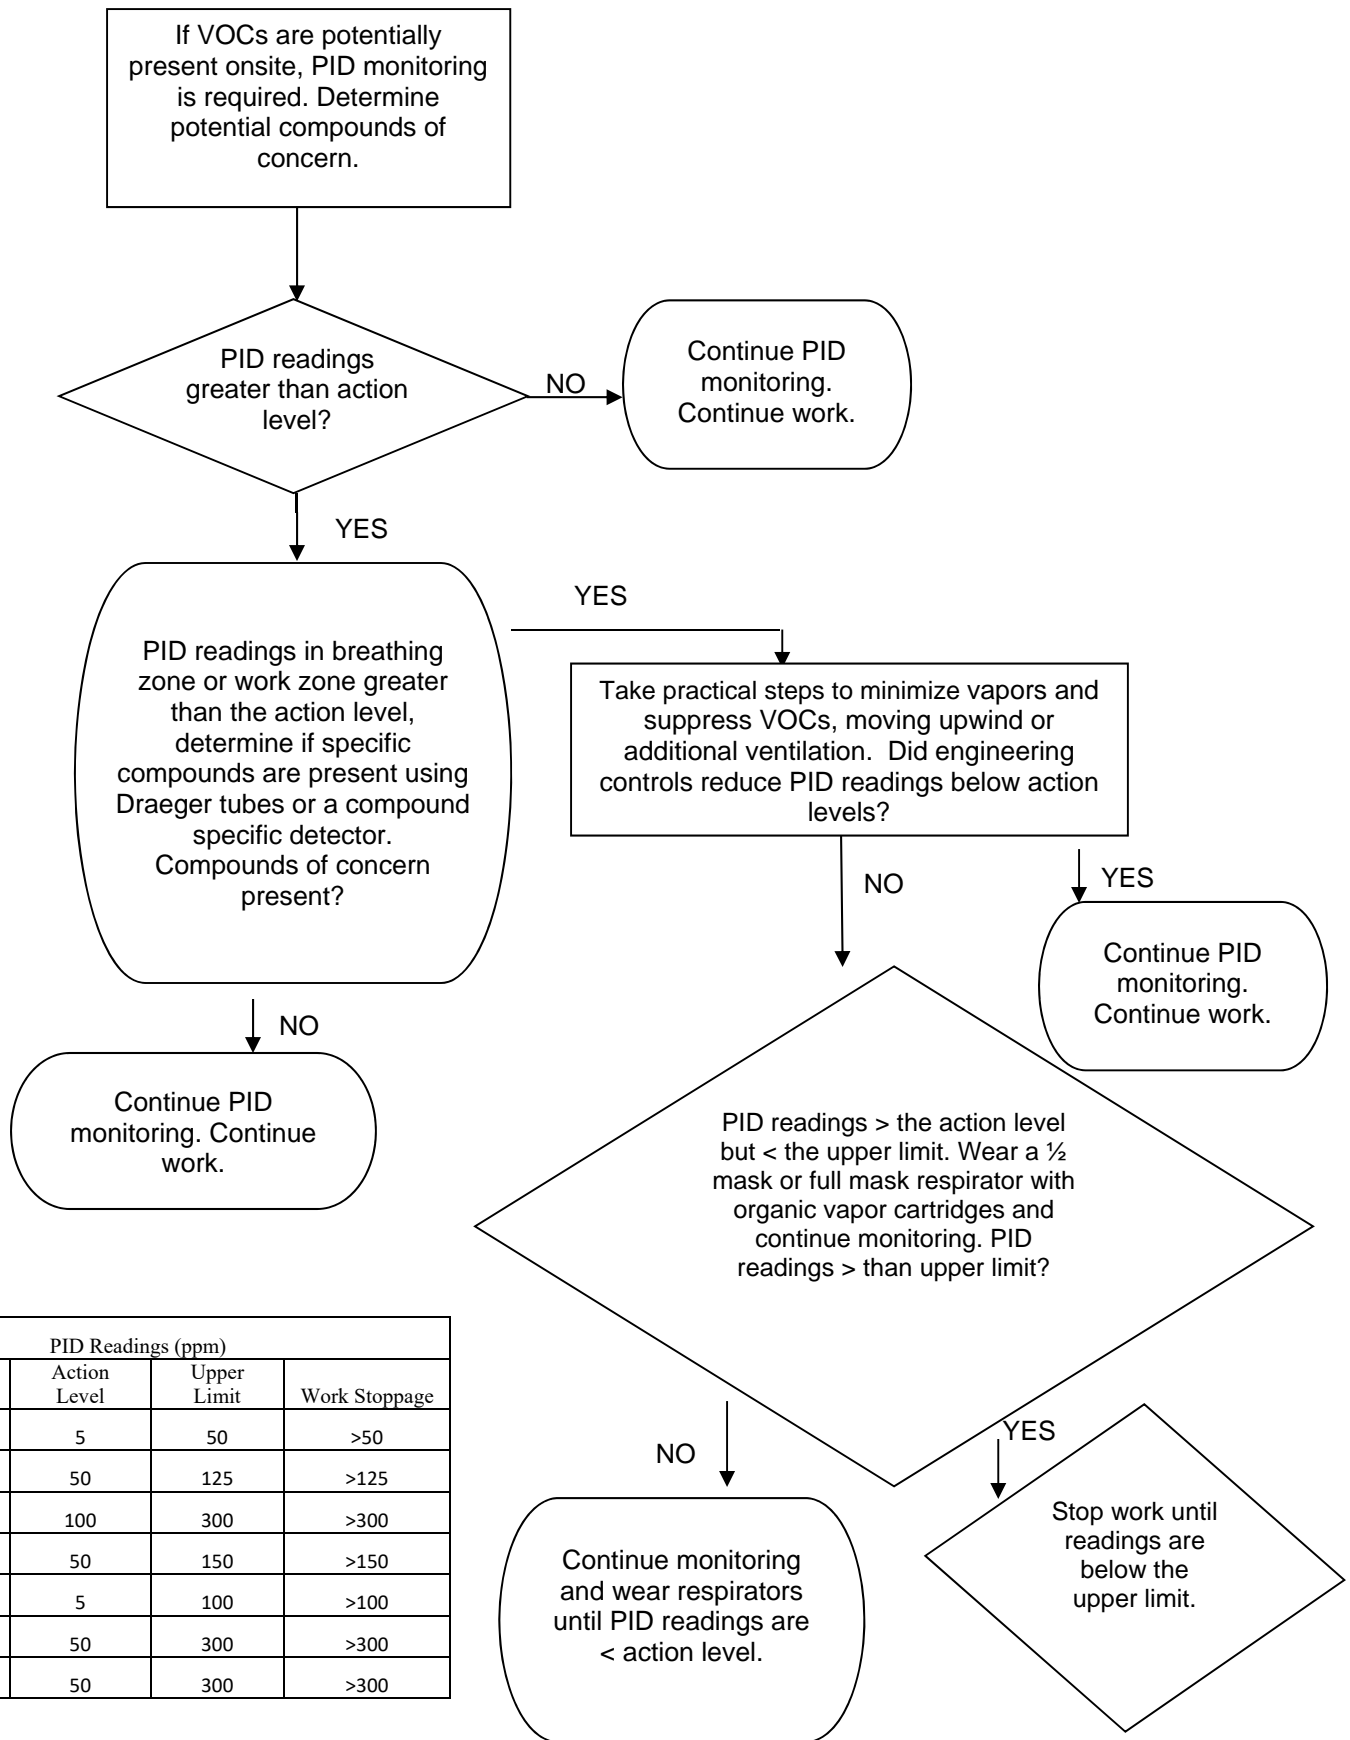 If VOCs are potentially
present onsite, PID monitoring
is required. Determine
potential compounds of
concern.
PID readings
greater than action
level?
NO
Continue PID
monitoring.
Continue work.
YES
PID readings in breathing
zone or work zone greater
than the action level,
determine if specific
compounds are present using
Draeger tubes or a compound
specific detector.
Compounds of concern
present?
YES
Take practical steps to minimize vapors and
suppress VOCs, moving upwind or
additional ventilation.  Did engineering
controls reduce PID readings below action
levels?
NO
YES
Continue PID
monitoring.
Continue work.
NO
Continue PID
monitoring. Continue
work.
PID readings > the action level
but < the upper limit. Wear a ½
mask or full mask respirator with
organic vapor cartridges and
continue monitoring. PID
readings > than upper limit?
NO
YES
Continue monitoring
and wear respirators
until PID readings are
< action level.
Stop work until
readings are
below the
upper limit.
PID Readings (ppm)
Action Level Upper Limit Work Stoppage
5 50 >50
50 125 >125
100 300 >300
50 150 >150
5 100 >100
50 300 >300
50 300 >300